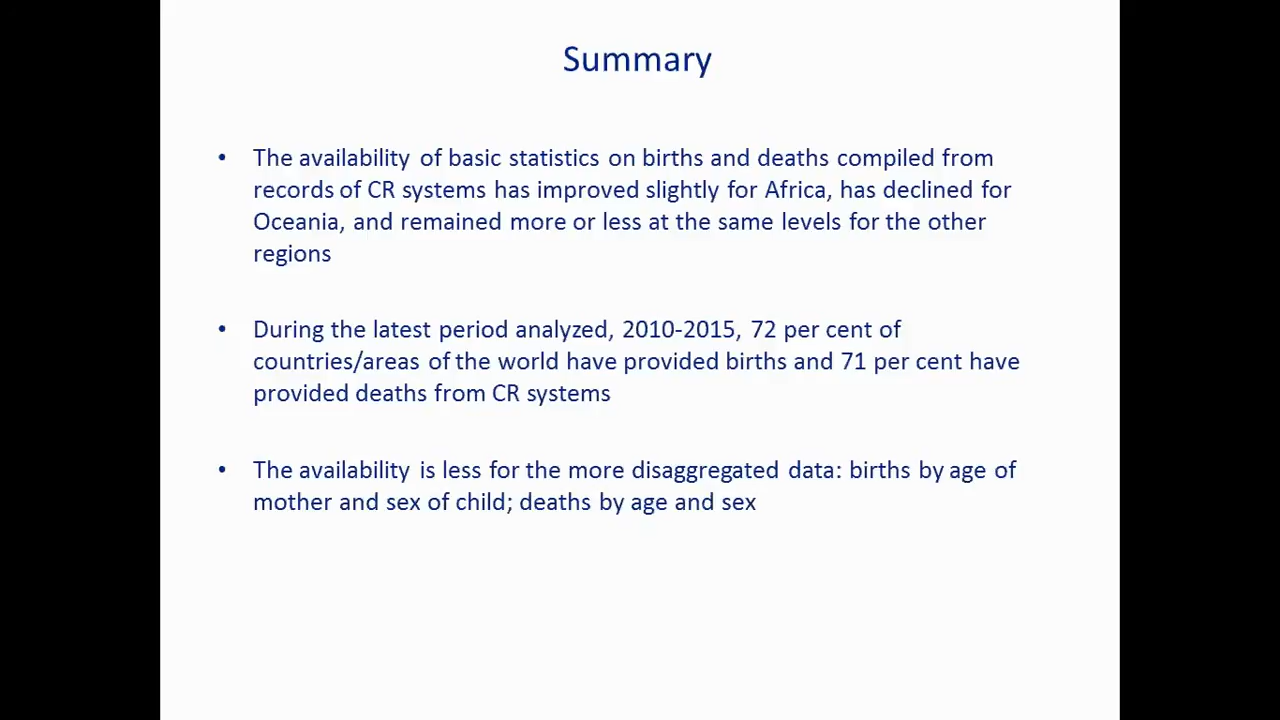 Summary
• The availability of basic statistics on births and deaths compiled from
records of CR systems has improved slightly for Africa, has declined for
Oceania, and remained more or less at the same levels for the other
regions
• During the latest period analyzed, 2010-2015, 72 per cent of
countries/areas of the world have provided births and 71 per cent have
provided deaths from CR systems
• The availability is less for the more disaggregated data: births by age of
mother and sex of child; deaths by age and sex